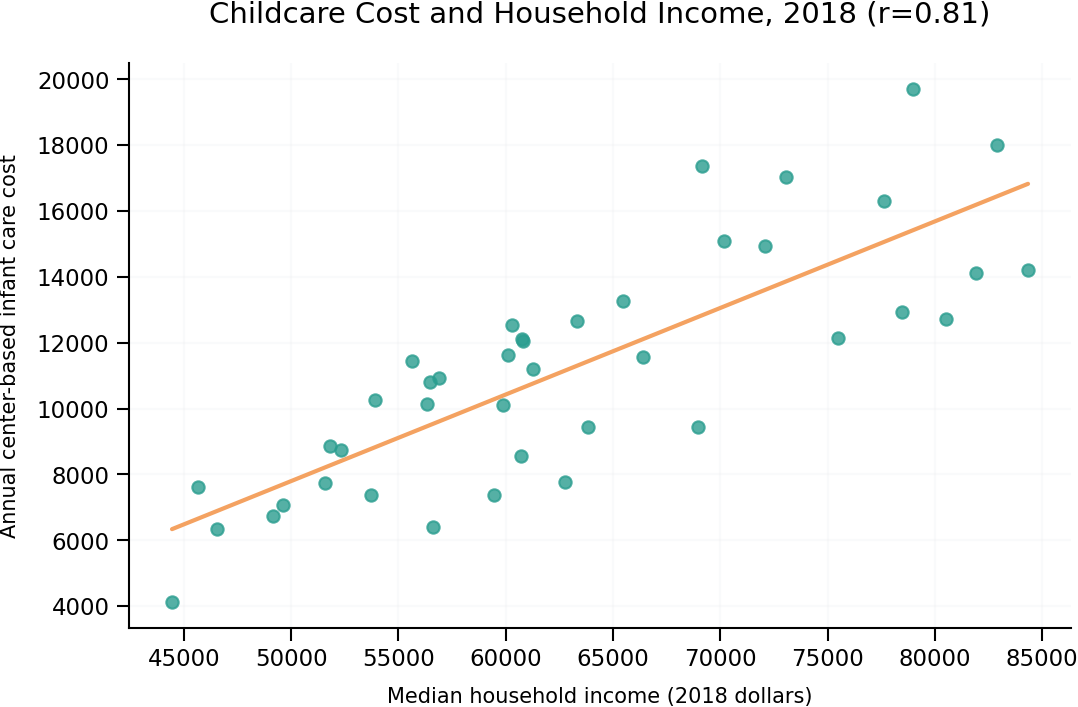 Childcare Cost and Household Income, 2018 (r=0.81)
Annual center-based infant care cost
20000
18000
16000
14000
12000
10000
8000
6000
4000
45000 50000 55000 60000 65000 70000 75000 80000 85000
Median household income (2018 dollars)